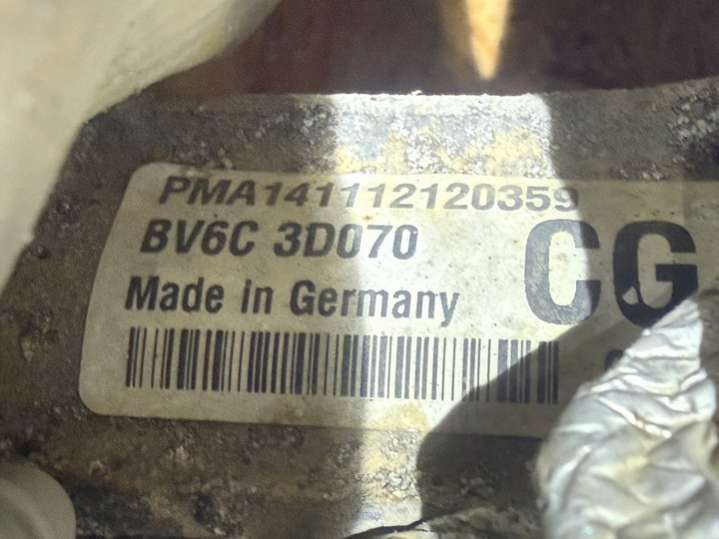 PMA141112120359
BV6C 3D070
CG
Made in Germany